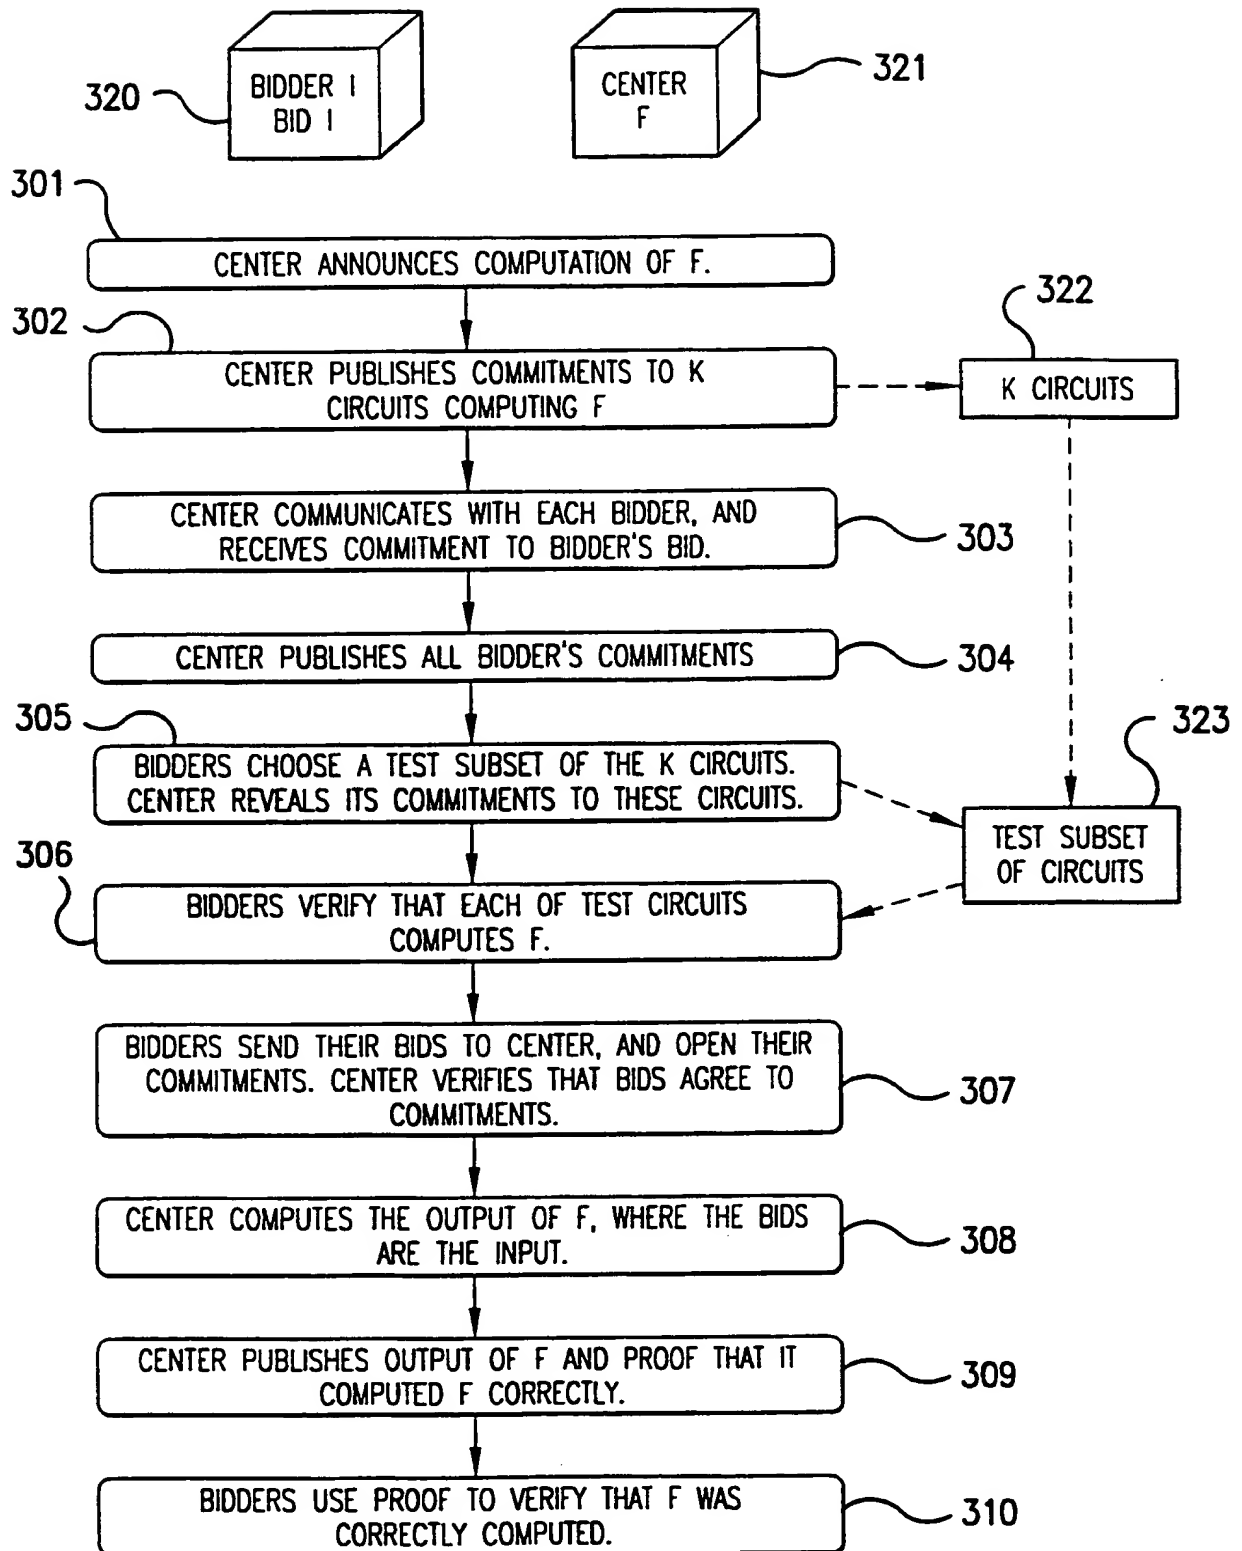 BIDDER I
BID I
320
CENTER
F
321
301
CENTER ANNOUNCES COMPUTATION OF F.
302
CENTER PUBLISHES COMMITMENTS TO K
CIRCUITS COMPUTING F
322
K CIRCUITS
CENTER COMMUNICATES WITH EACH BIDDER, AND
RECEIVES COMMITMENT TO BIDDER'S BID.
303
CENTER PUBLISHES ALL BIDDER'S COMMITMENTS
304
305
BIDDERS CHOOSE A TEST SUBSET OF THE K CIRCUITS.
CENTER REVEALS ITS COMMITMENTS TO THESE CIRCUITS.
323
TEST SUBSET
OF CIRCUITS
306
BIDDERS VERIFY THAT EACH OF TEST CIRCUITS
COMPUTES F.
BIDDERS SEND THEIR BIDS TO CENTER, AND OPEN THEIR
COMMITMENTS. CENTER VERIFIES THAT BIDS AGREE TO
COMMITMENTS.
307
CENTER COMPUTES THE OUTPUT OF F, WHERE THE BIDS
ARE THE INPUT.
308
CENTER PUBLISHES OUTPUT OF F AND PROOF THAT IT
COMPUTED F CORRECTLY.
309
BIDDERS USE PROOF TO VERIFY THAT F WAS
CORRECTLY COMPUTED.
310